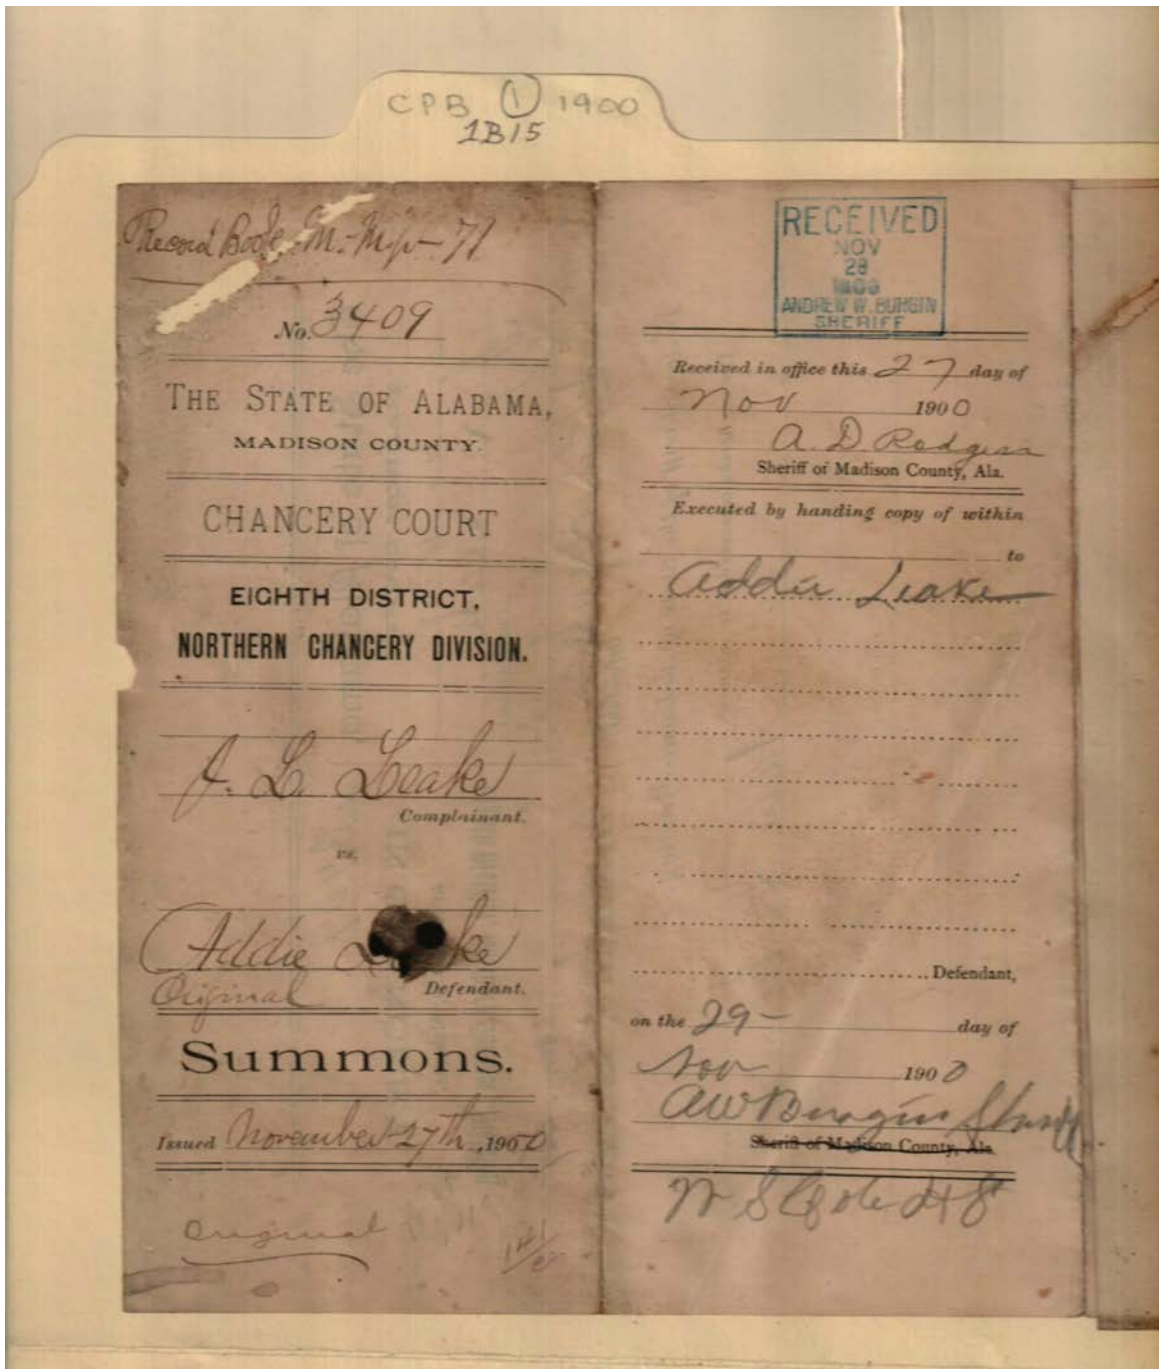 CPB 1 1900
1B15
Record Book M. M.p- 71
No. 3409
THE STATE OF ALABAMA,
MADISON COUNTY.
CHANCERY COURT
EIGHTH DISTRICT,
NORTHERN CHANCERY DIVISION.
J. L. Leake
Complainant.
vs.
Addie L ke
Original Defendant.
Summons.
Issued November 27th, 1900
Original
RECEIVED
NOV
28
1900
ANDREW W. BURGIN
SHERIFF
Received in office this 27 day of
Nov 1900
A. D. Rodgers
Sheriff of Madison County, Ala.
Executed by handing copy of within
to
Addie Leake
Defendant,
on the 29- day of
Nov 1900
AW Burgin Sheriff
Sheriff of Madison County, Ala.